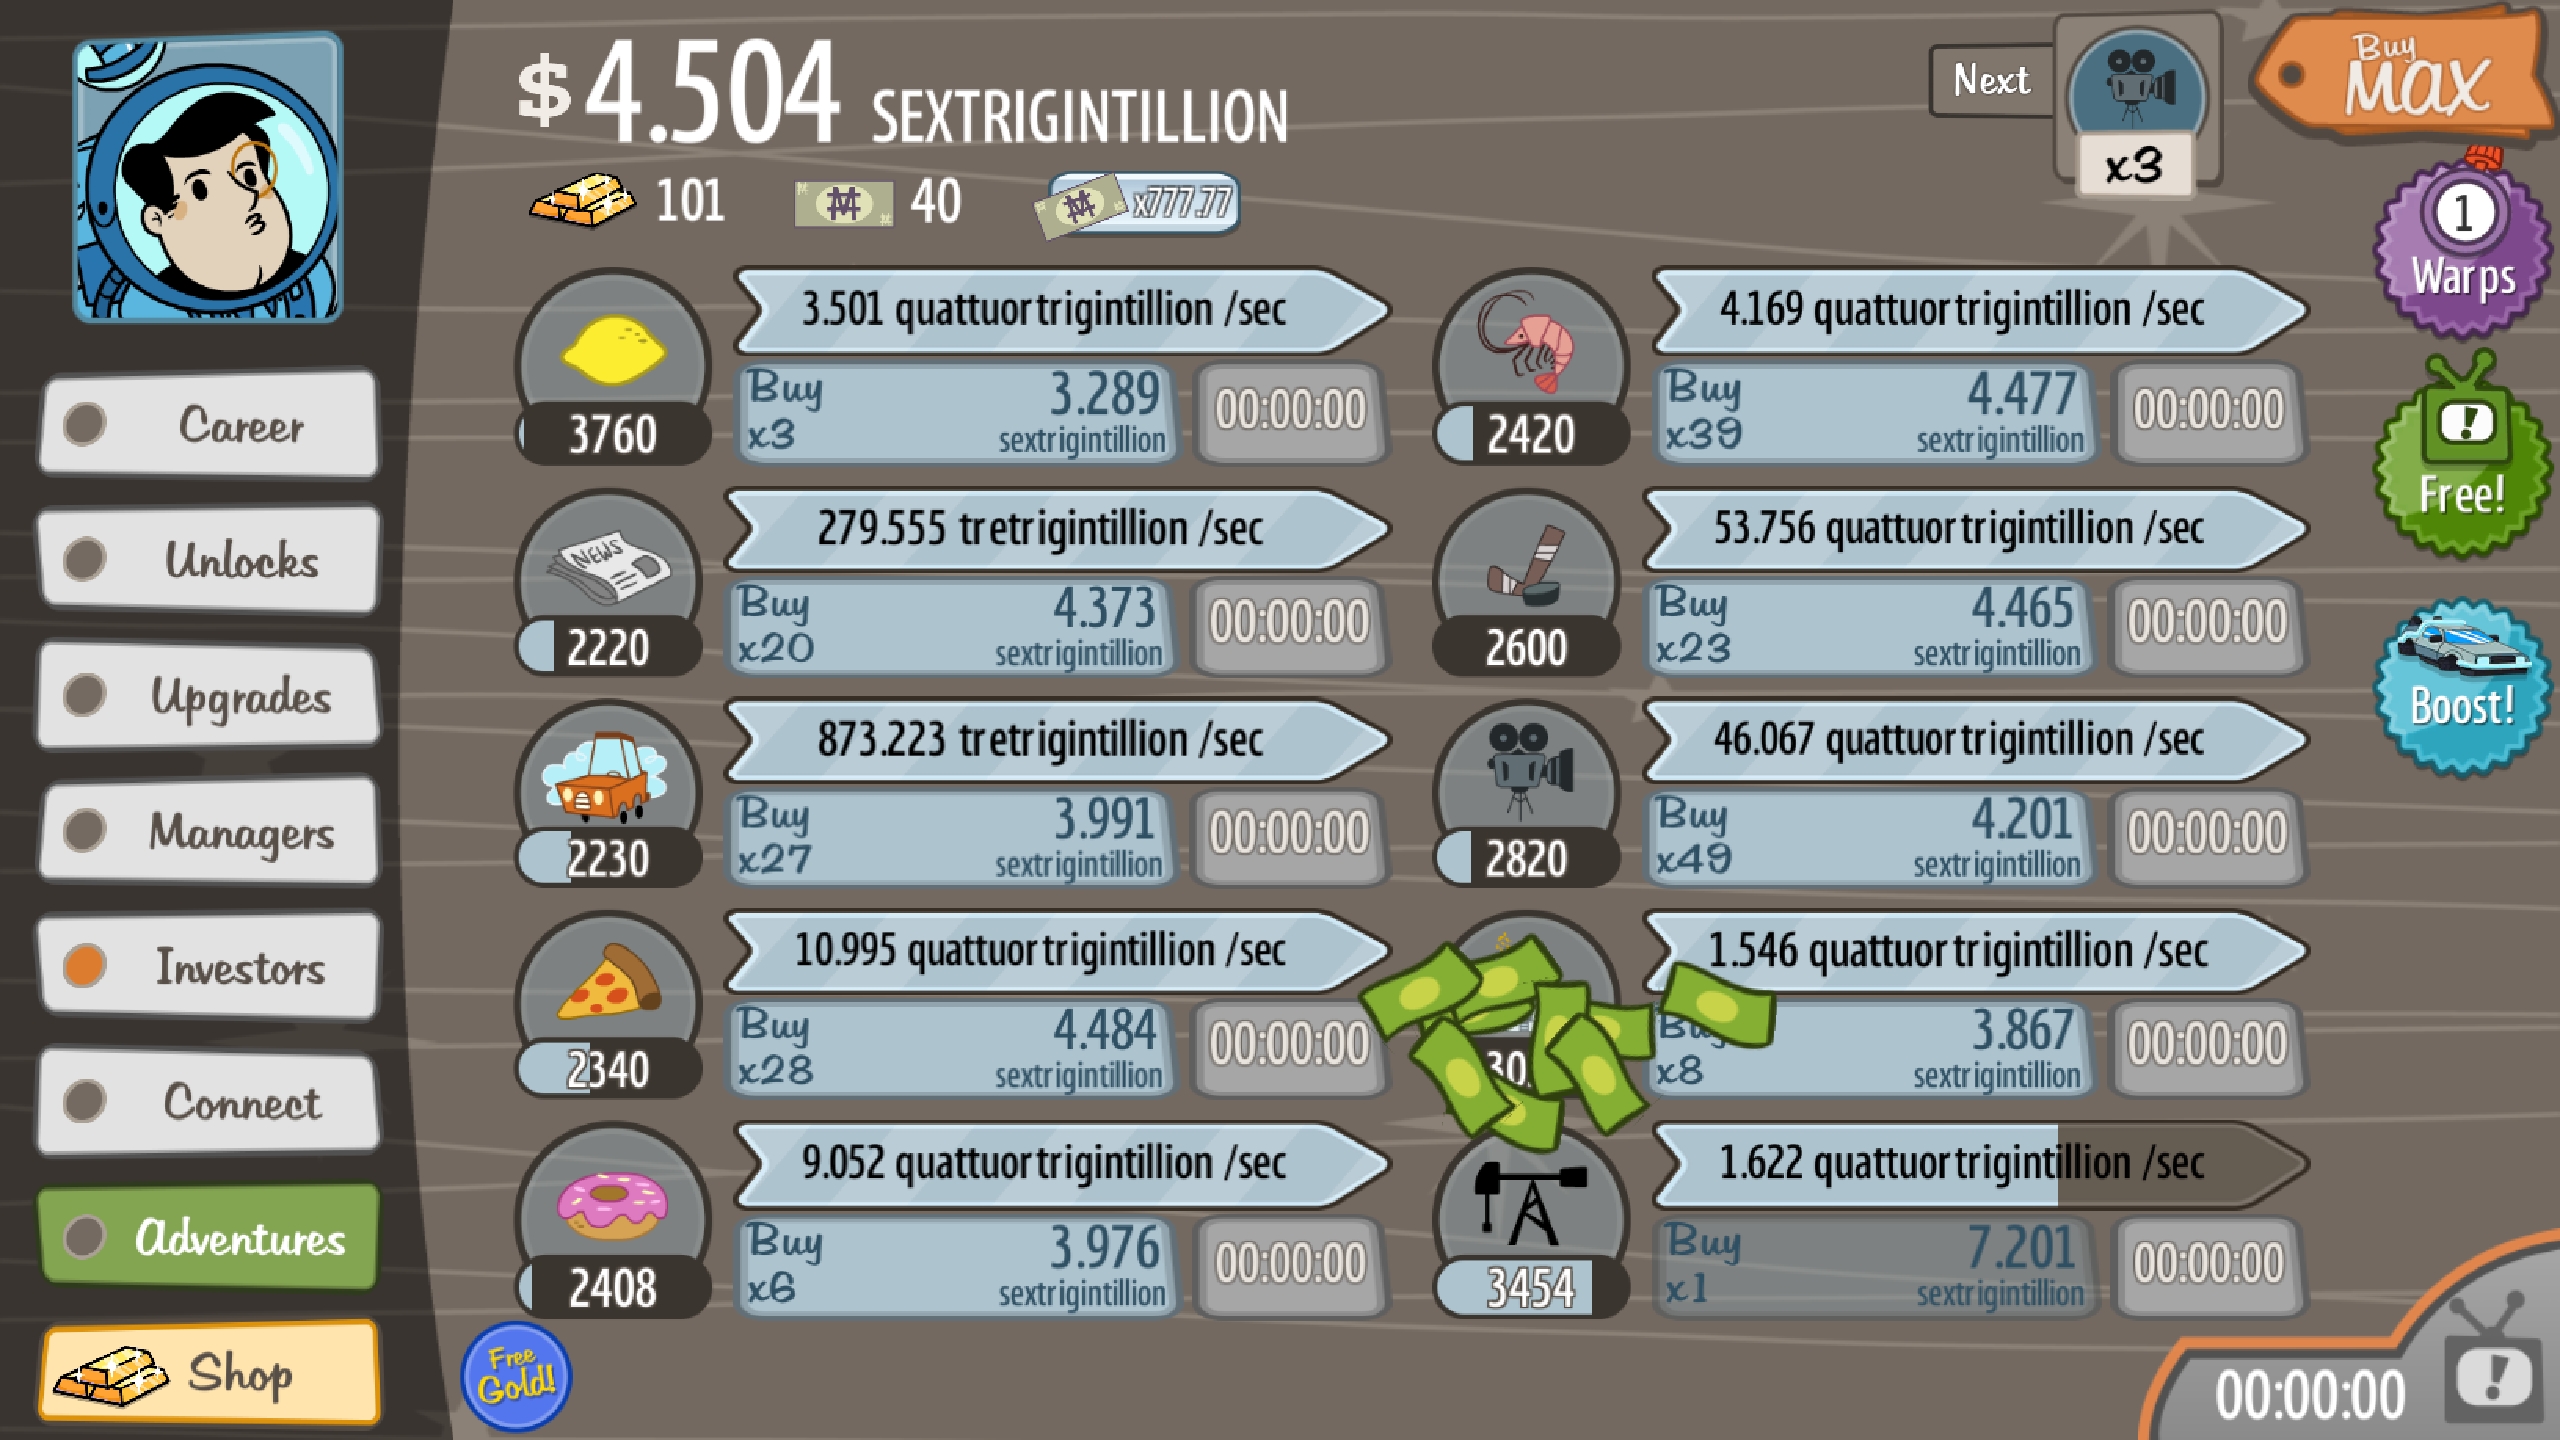 $4.504 SEXTRIGINTILLION
Next
x3
Buy
MAX
101
40
x777.77
1
Warps
Free!
Boost!
Career
Unlocks
Upgrades
Managers
Investors
Connect
Adventures
Shop
3.501 quattuortrigintillion /sec
3760
Buy
x3
3.289
sextrigintillion
00:00:00
NEWS
279.555 tretrigintillion /sec
2220
Buy
x20
4.373
sextrigintillion
00:00:00
873.223 tretrigintillion /sec
2230
Buy
x27
3.991
sextrigintillion
00:00:00
10.995 quattuortrigintillion /sec
2340
Buy
x28
4.484
sextrigintillion
00:00:00
9.052 quattuortrigintillion /sec
2408
Buy
x6
3.976
sextrigintillion
00:00:00
4.169 quattuortrigintillion /sec
2420
Buy
x39
4.477
sextrigintillion
00:00:00
53.756 quattuortrigintillion /sec
2600
Buy
x23
4.465
sextrigintillion
00:00:00
46.067 quattuortrigintillion /sec
2820
Buy
x49
4.201
sextrigintillion
00:00:00
1.546 quattuortrigintillion /sec
x8
3.867
sextrigintillion
00:00:00
1.622 quattuortrigintillion /sec
3454
Buy
x1
7.201
sextrigintillion
00:00:00
Free
Gold!
00:00:00